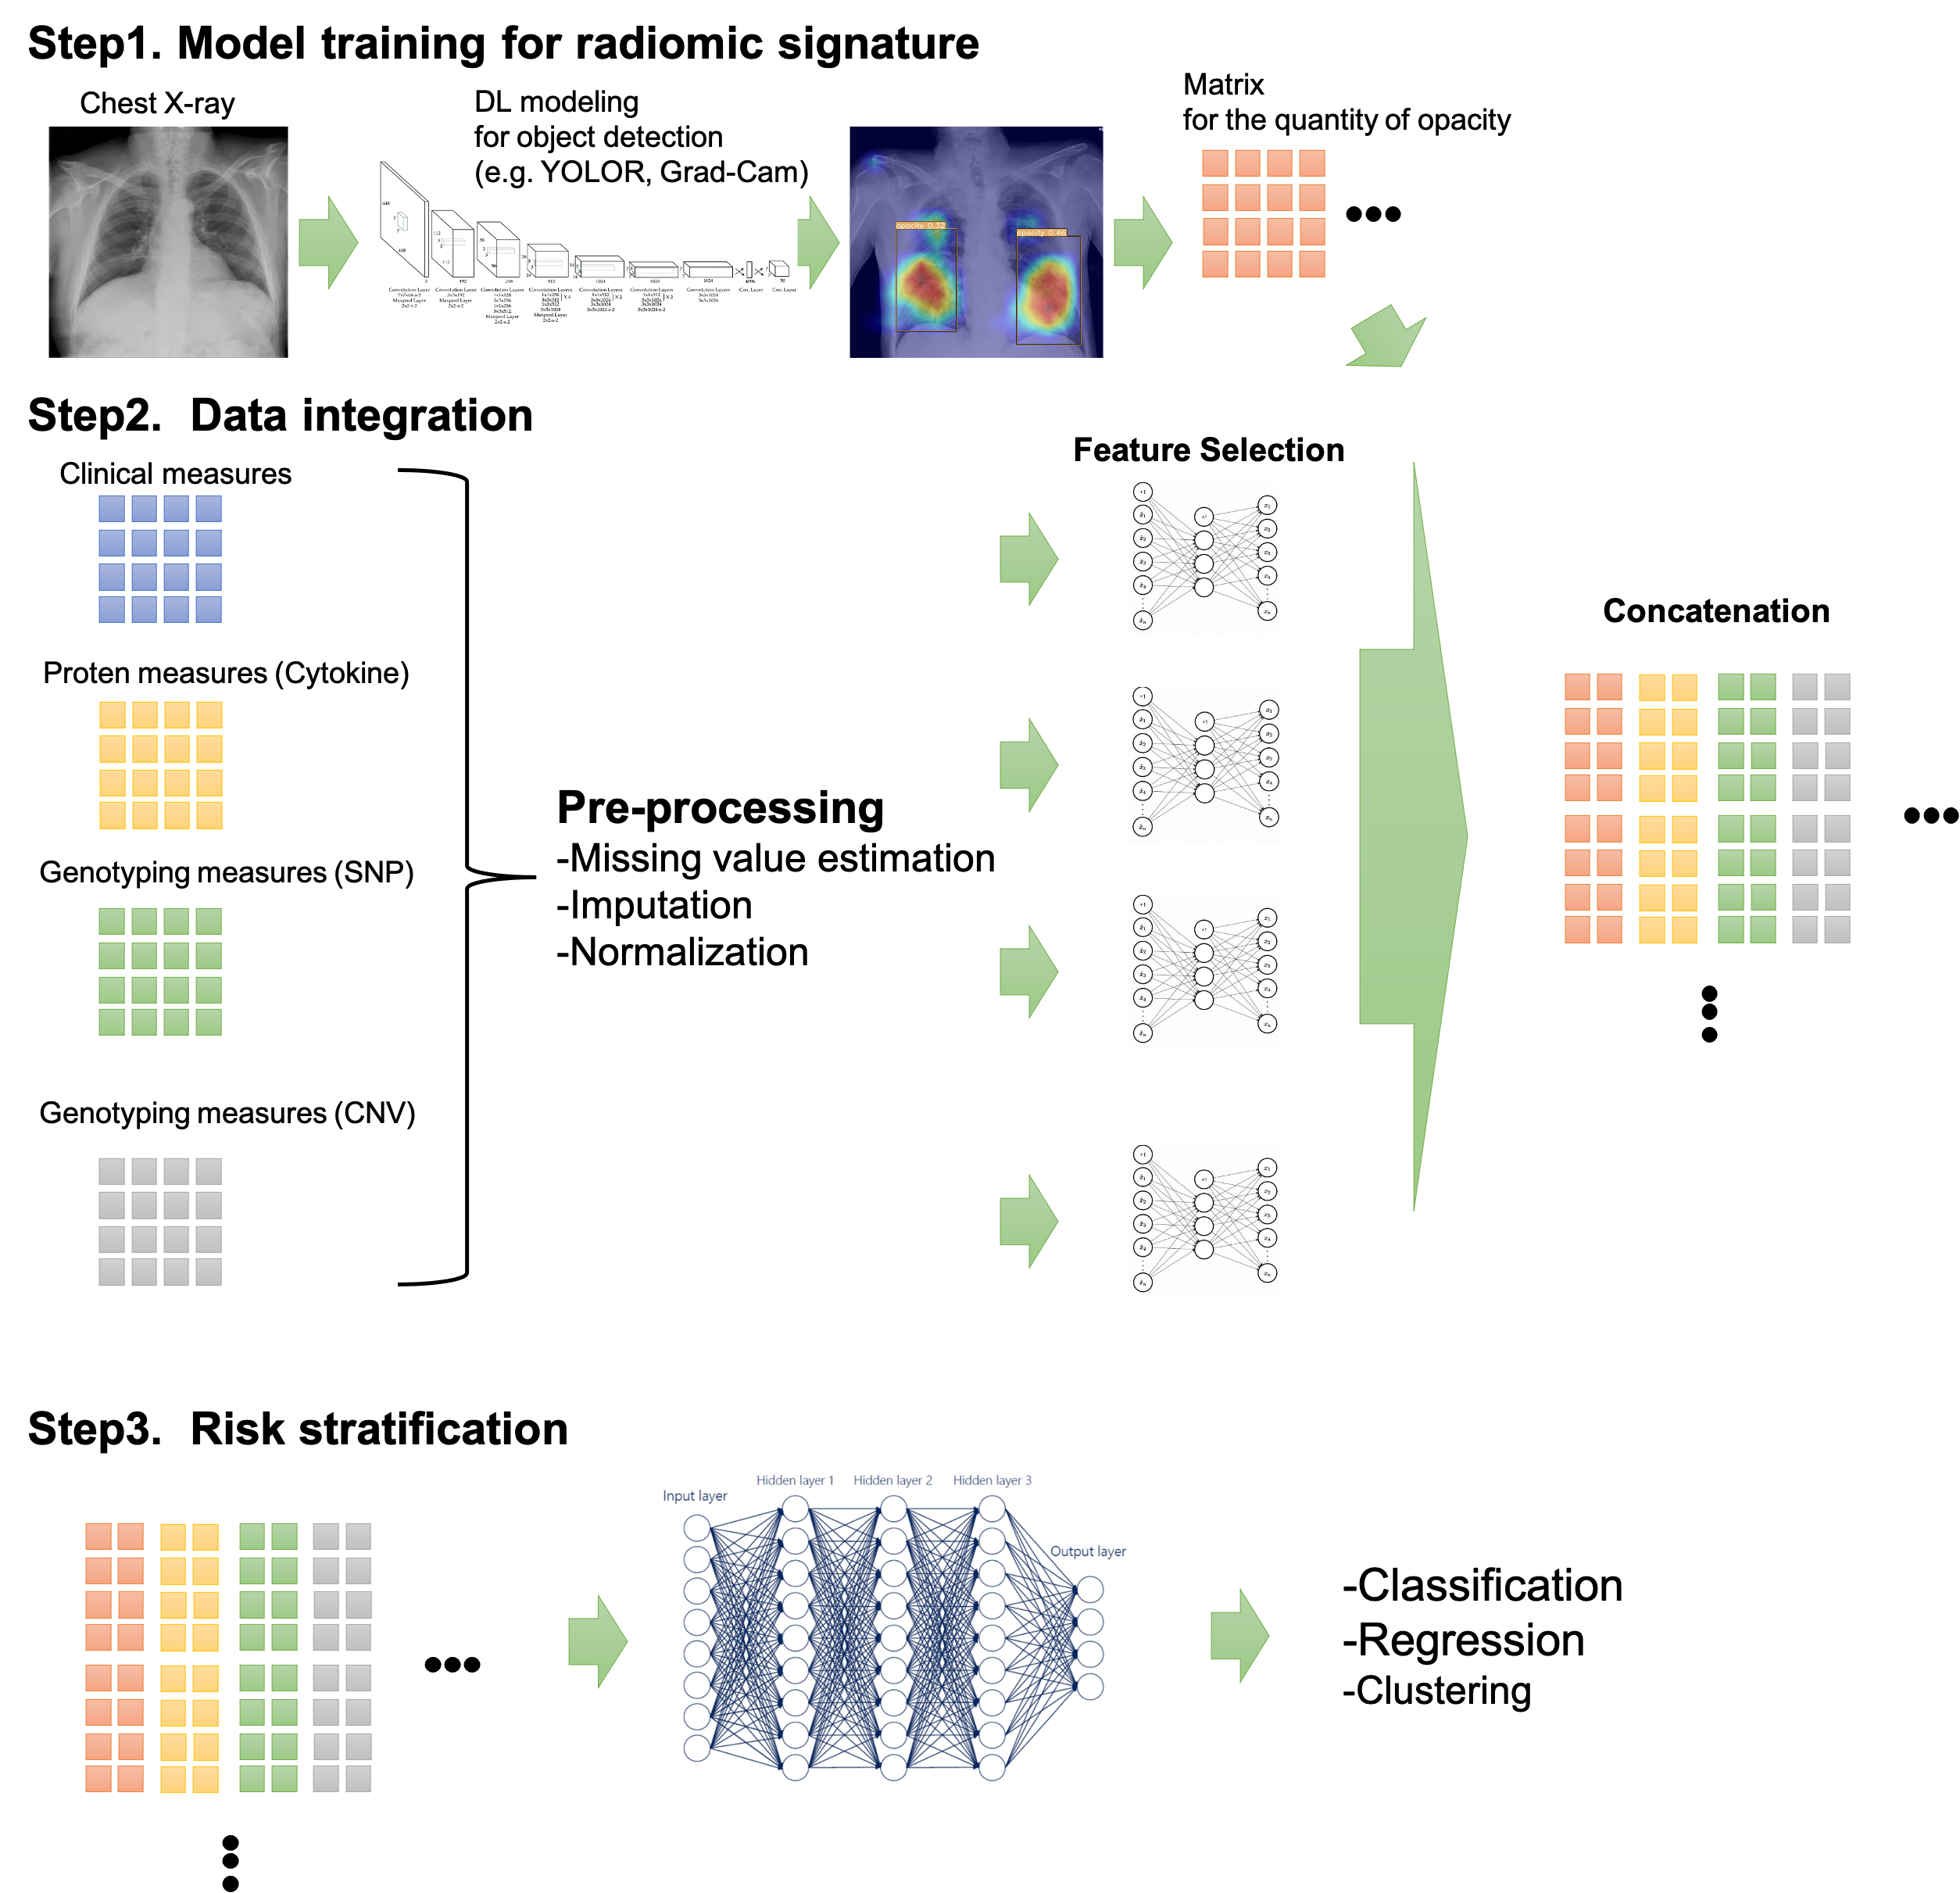 Step1. Model training for radiomic signature
Chest X-ray
DL modeling
for object detection
(e.g. YOLOR, Grad-Cam)
Matrix
for the quantity of opacity
opacity 0.32
opacity 0.46
Step2. Data integration
Clinical measures
Proten measures (Cytokine)
Genotyping measures (SNP)
Genotyping measures (CNV)
Pre-processing
-Missing value estimation
-Imputation
-Normalization
Feature Selection
Concatenation
Step3. Risk stratification
Input layer
Hidden layer 1
Hidden layer 2
Hidden layer 3
Output layer
-Classification
-Regression
-Clustering